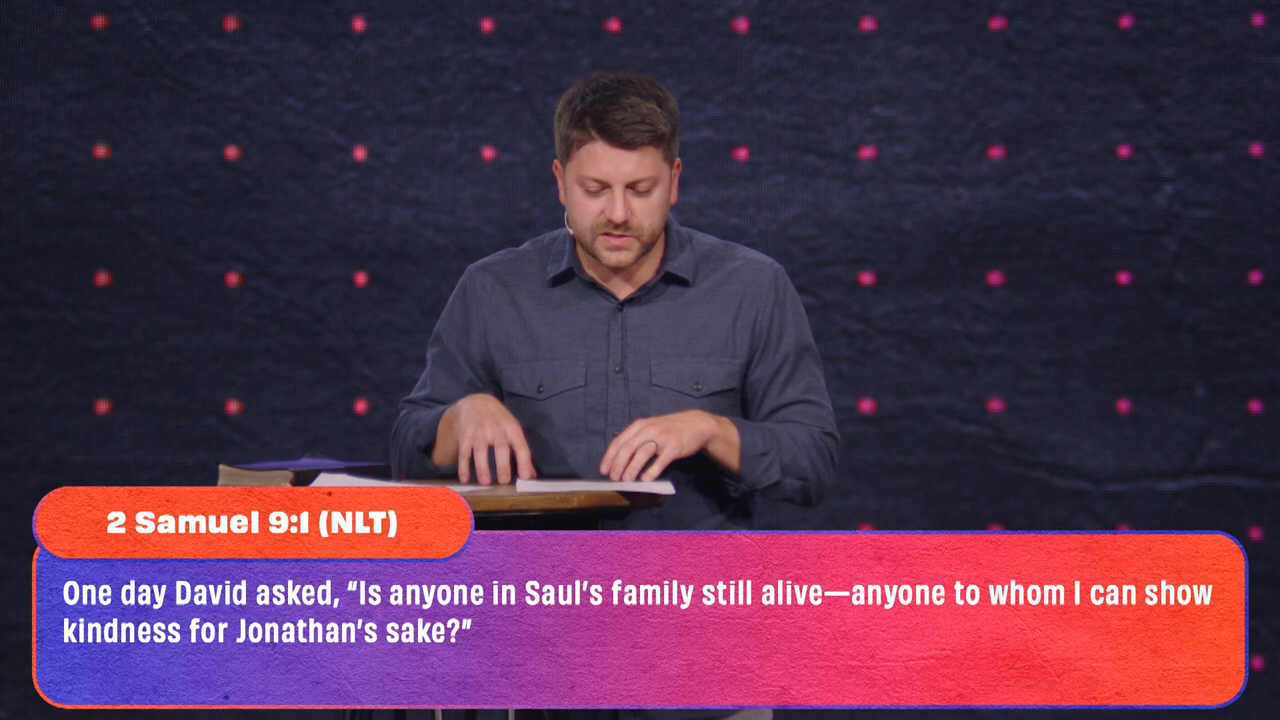 2 Samuel 9:1 (NLT)
One day David asked, “Is anyone in Saul’s family still alive—anyone to whom I can show
kindness for Jonathan’s sake?”